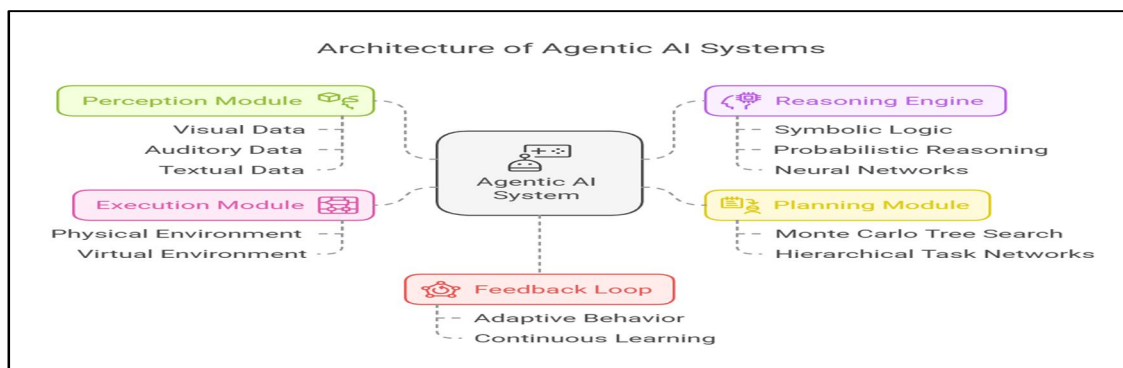 Architecture of Agentic AI Systems
Perception Module
Visual Data
Auditory Data
Textual Data
Execution Module
Physical Environment
Virtual Environment
Agentic AI
System
Reasoning Engine
Symbolic Logic
Probabilistic Reasoning
Neural Networks
Planning Module
Monte Carlo Tree Search
Hierarchical Task Networks
Feedback Loop
Adaptive Behavior
Continuous Learning